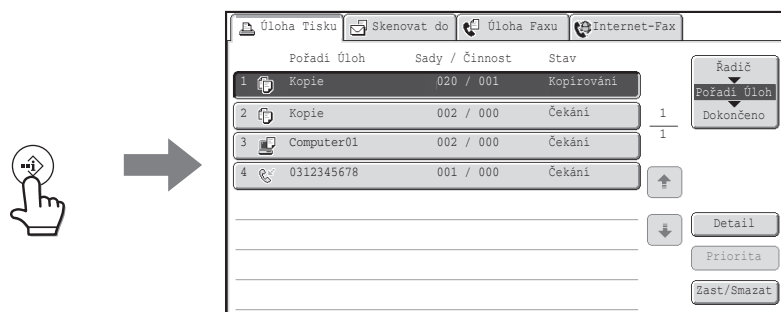 Úloha Tisku Skenovat do Úloha Faxu Internet-Fax
Pořadí Úloh Sady / Činnost Stav
1 Kopie 020 / 001 Kopírování
2 Kopie 002 / 000 Čekání
3 Computer01 002 / 000 Čekání
4 0312345678 001 / 000 Čekání
1
1
Řadič
Pořadí Úloh
Dokončeno
Detail
Priorita
Zast/Smazat